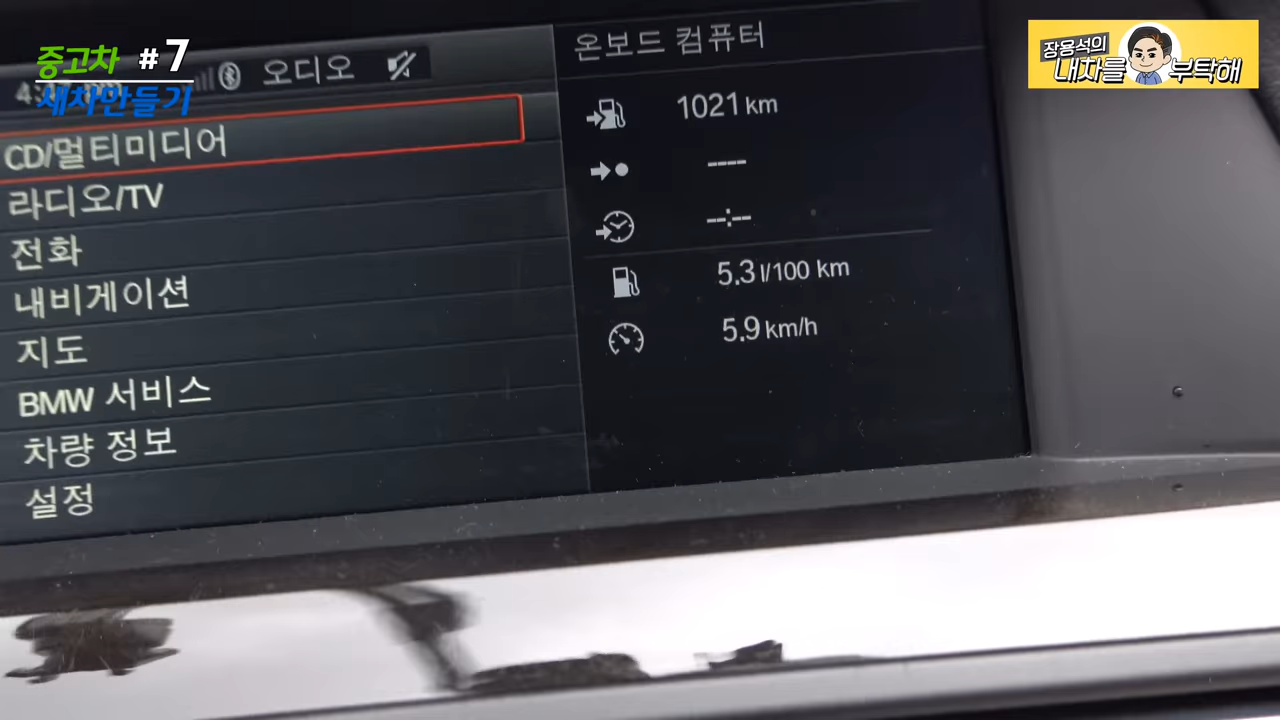 중고차 #7
새차만들기
장용석의
내차를 부탁해
오디오
CD/멀티미디어
라디오/TV
전화
내비게이션
지도
BMW 서비스
차량 정보
설정
온보드 컴퓨터
1021 km
----
--:--
5.3 l/100 km
5.9 km/h